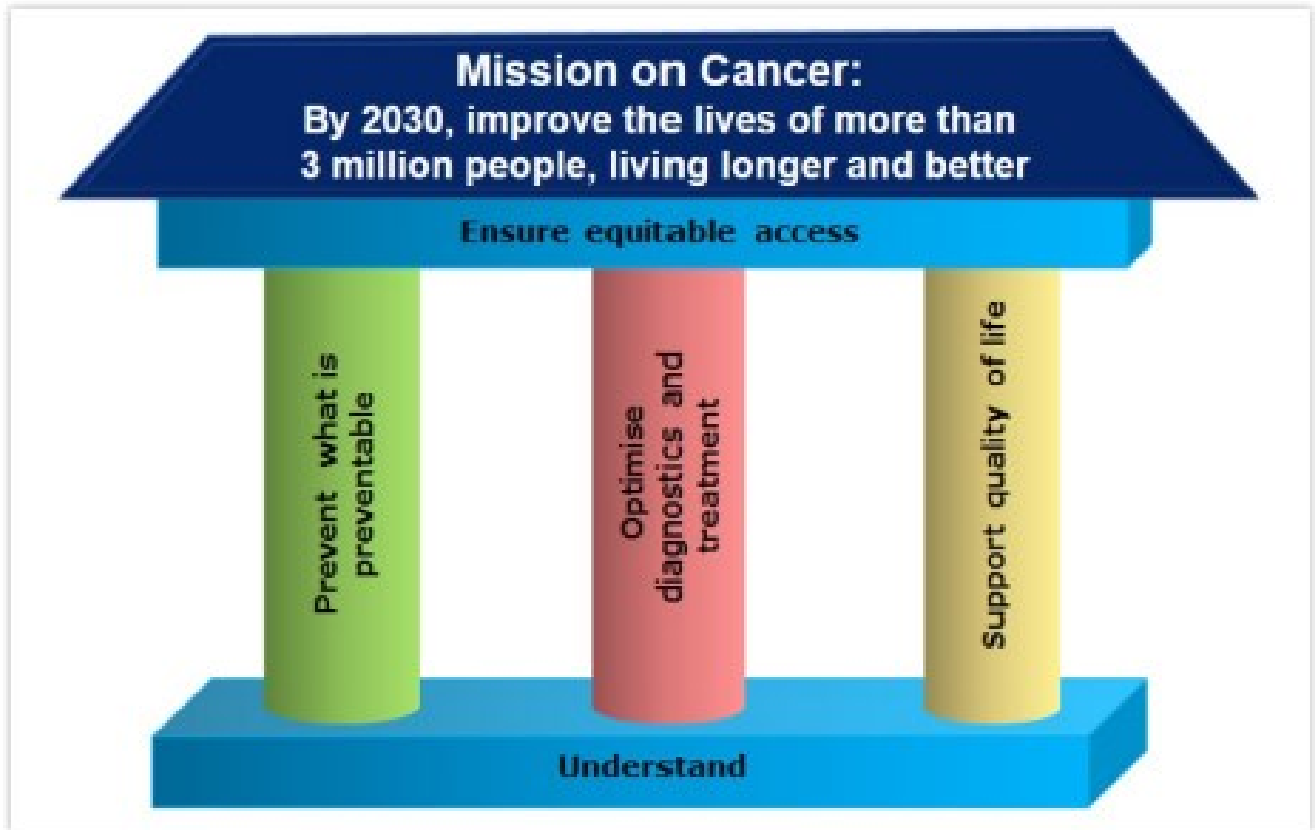 Mission on Cancer:
By 2030, improve the lives of more than
3 million people, living longer and better
Ensure equitable access
Prevent what is
preventable
Optimise
diagnostics and
treatment
Support quality of life
Understand